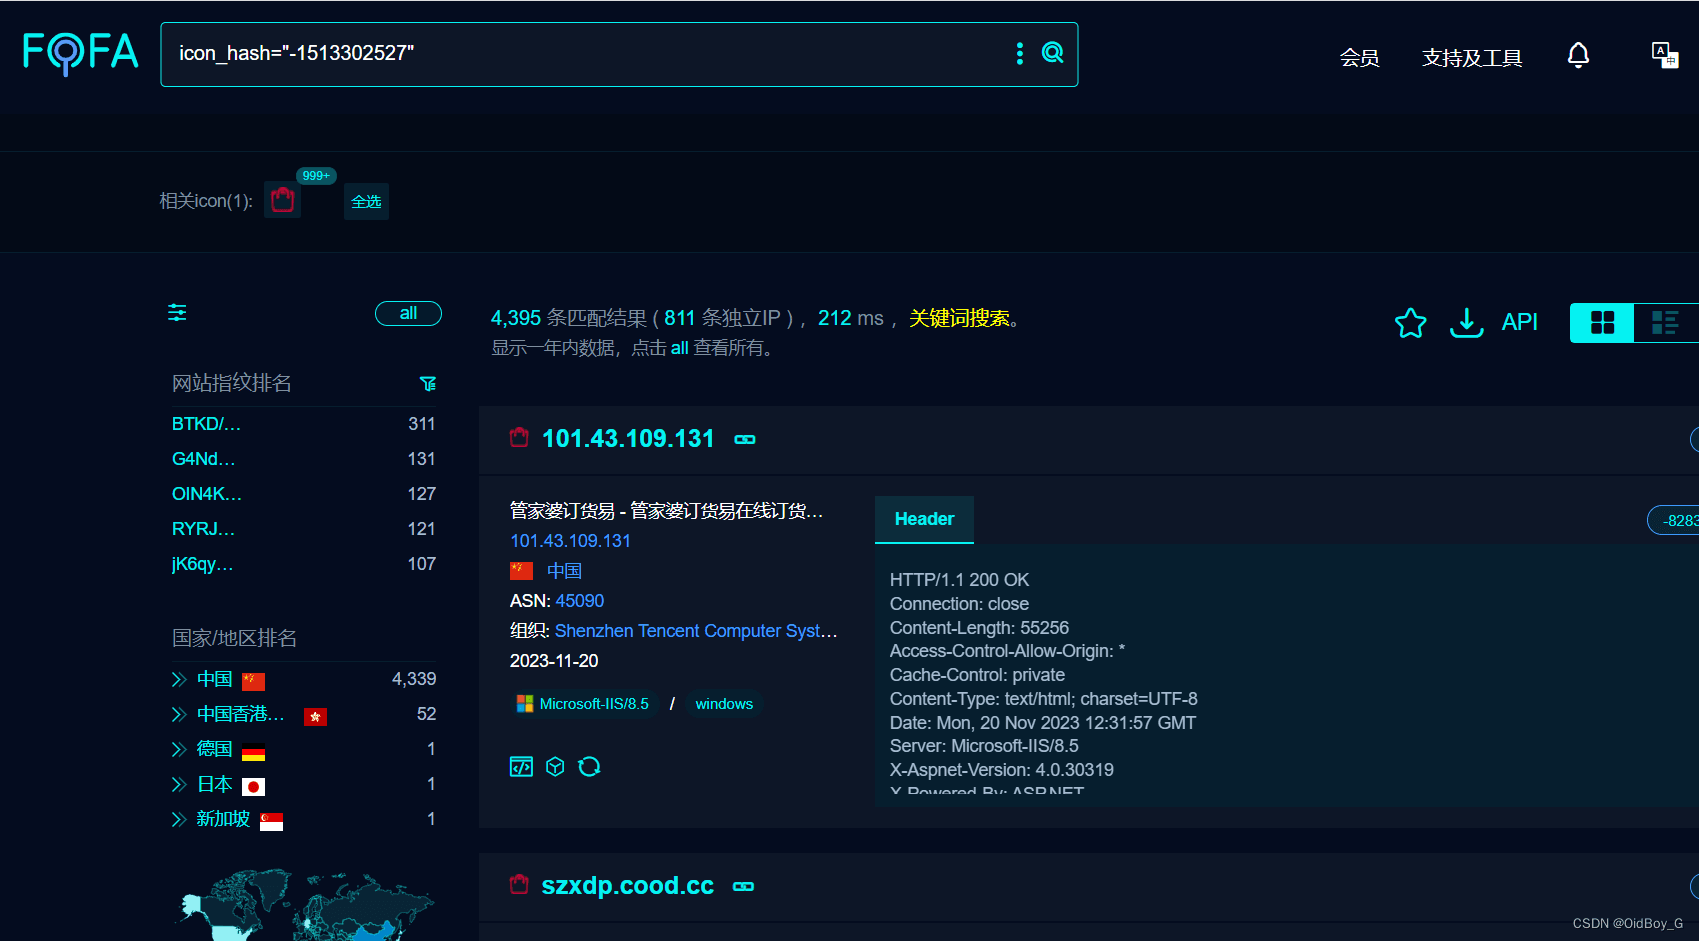 FOFA
icon_hash="-1513302527"
会员
支持及工具
A
中
相关icon(1):
999+
全选
all
4,395 条匹配结果 ( 811 条独立IP ) ,  212 ms ,  关键词搜索。
显示一年内数据，点击 all 查看所有。
API
网站指纹排名
BTKD/... 311
G4Nd... 131
OIN4K... 127
RYRJ... 121
jK6qy... 107
国家/地区排名
中国 4,339
中国香港... 52
德国 1
日本 1
新加坡 1
101.43.109.131
管家婆订货易 - 管家婆订货易在线订货...
101.43.109.131
中国
ASN: 45090
组织: Shenzhen Tencent Computer Syst...
2023-11-20
Microsoft-IIS/8.5 / windows
Header
-8283
HTTP/1.1 200 OK
Connection: close
Content-Length: 55256
Access-Control-Allow-Origin: *
Cache-Control: private
Content-Type: text/html; charset=UTF-8
Date: Mon, 20 Nov 2023 12:31:57 GMT
Server: Microsoft-IIS/8.5
X-Aspnet-Version: 4.0.30319
X-Powered-By: ASP.NET
szxdp.cood.cc
CSDN @OidBoy_G